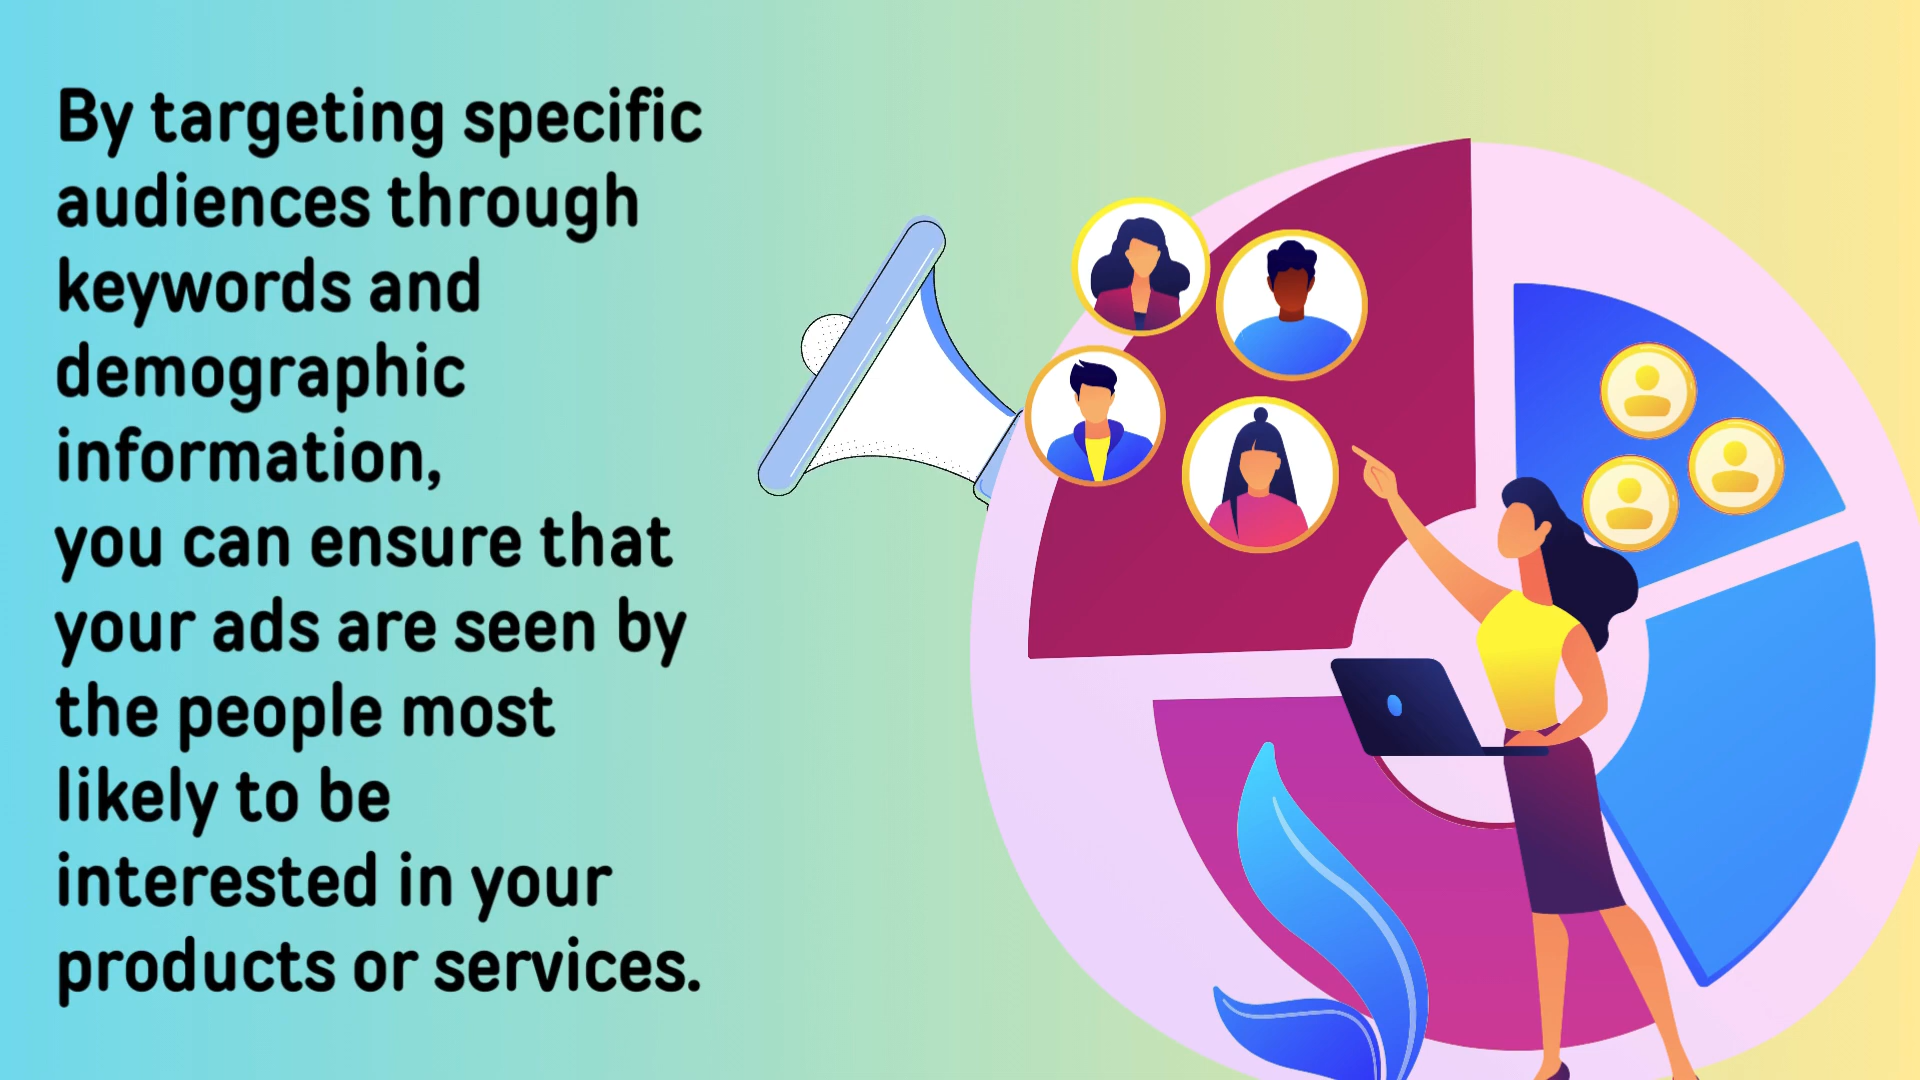 By targeting specific
audiences through
keywords and
demographic
information,
you can ensure that
your ads are seen by
the people most
likely to be
interested in your
products or services.